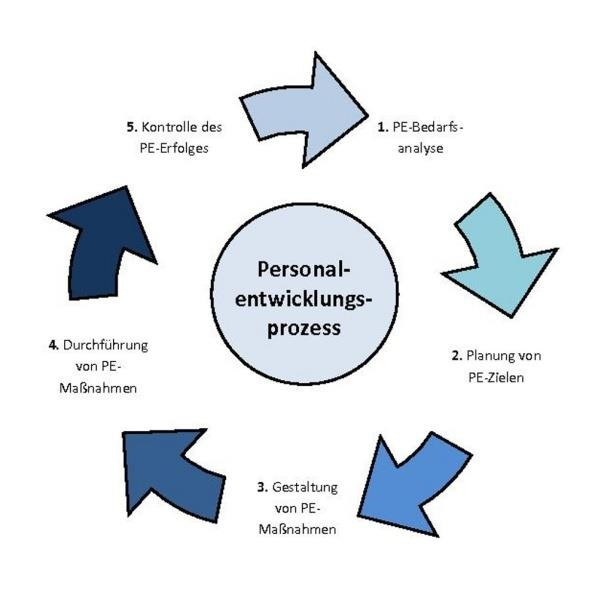 Personal-
entwicklungs-
prozess
1. PE-Bedarfs-
analyse
2. Planung von
PE-Zielen
3. Gestaltung
von PE-
Maßnahmen
4. Durchführung
von PE-
Maßnahmen
5. Kontrolle des
PE-Erfolges